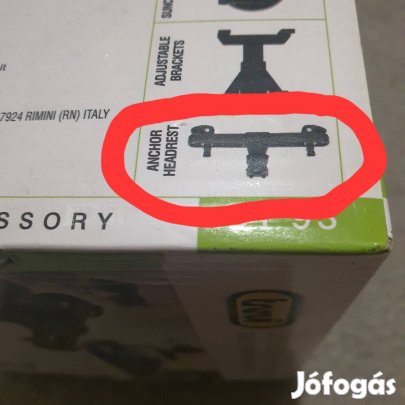 SUNC
ADJUSTABLE
BRACKETS
it
7924 RIMINI (RN) ITALY
ANCHOR
HEADREST
SSORY
Jófogás